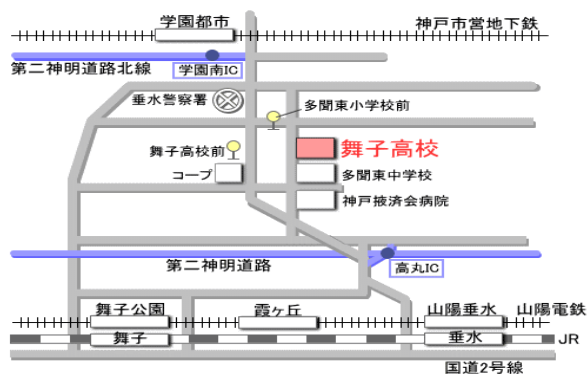 学園都市
神戸市営地下鉄
第二神明道路北線
学園南IC
垂水警察署
多聞東小学校前
舞子高校前
舞子高校
コープ
多聞東中学校
神戸掖済会病院
第二神明道路
高丸IC
舞子公園
霞ヶ丘
山陽垂水
山陽電鉄
舞子
垂水
JR
国道2号線